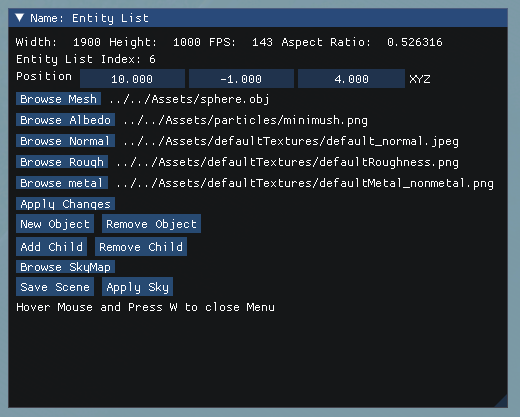 Name: Entity List
Width: 1900 Height: 1000 FPS: 143 Aspect Ratio: 0.526316
Entity List Index: 6
Position 10.000 -1.000 4.000 XYZ
Browse Mesh ../../Assets/sphere.obj
Browse Albedo ../../Assets/particles/minimush.png
Browse Normal ../../Assets/defaultTextures/default_normal.jpeg
Browse Rough ../../Assets/defaultTextures/defaultRoughness.png
Browse metal ../../Assets/defaultTextures/defaultMetal_nonmetal.png
Apply Changes
New Object Remove Object
Add Child Remove Child
Browse SkyMap
Save Scene Apply Sky
Hover Mouse and Press W to close Menu